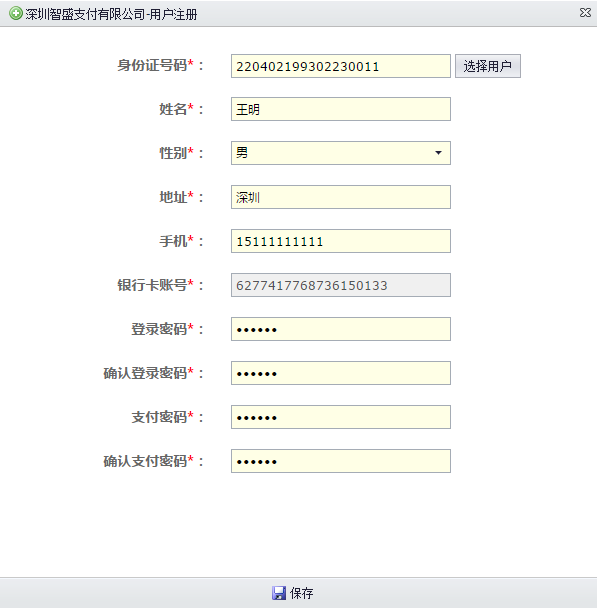 深圳智盛支付有限公司-用户注册
身份证号码*： 220402199302230011 选择用户
姓名*： 王明
性别*： 男
地址*： 深圳
手机*： 15111111111
银行卡账号*： 6277417768736150133
登录密码*： ••••••
确认登录密码*： ••••••
支付密码*： ••••••
确认支付密码*： ••••••
保存